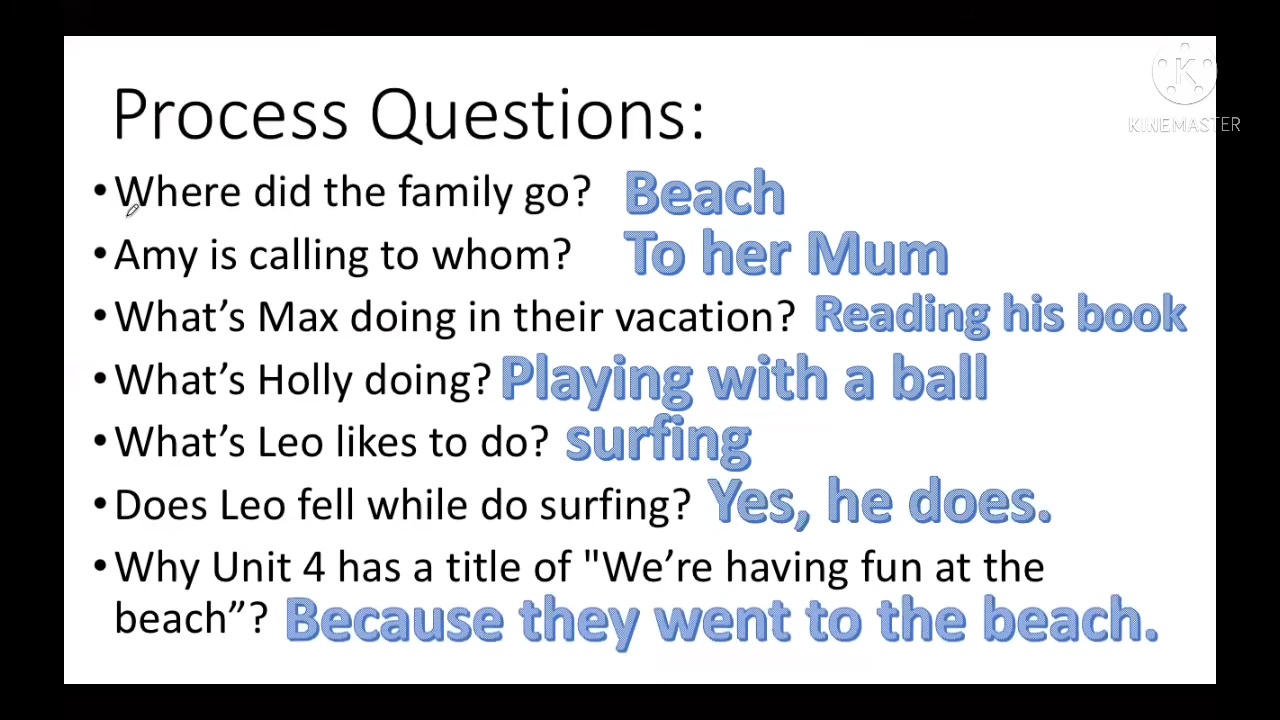 Process Questions:
K
KINEMASTER
• Where did the family go? Beach
• Amy is calling to whom? To her Mum
• What’s Max doing in their vacation? Reading his book
• What’s Holly doing? Playing with a ball
• What’s Leo likes to do? surfing
• Does Leo fell while do surfing? Yes, he does.
• Why Unit 4 has a title of "We’re having fun at the
beach”? Because they went to the beach.